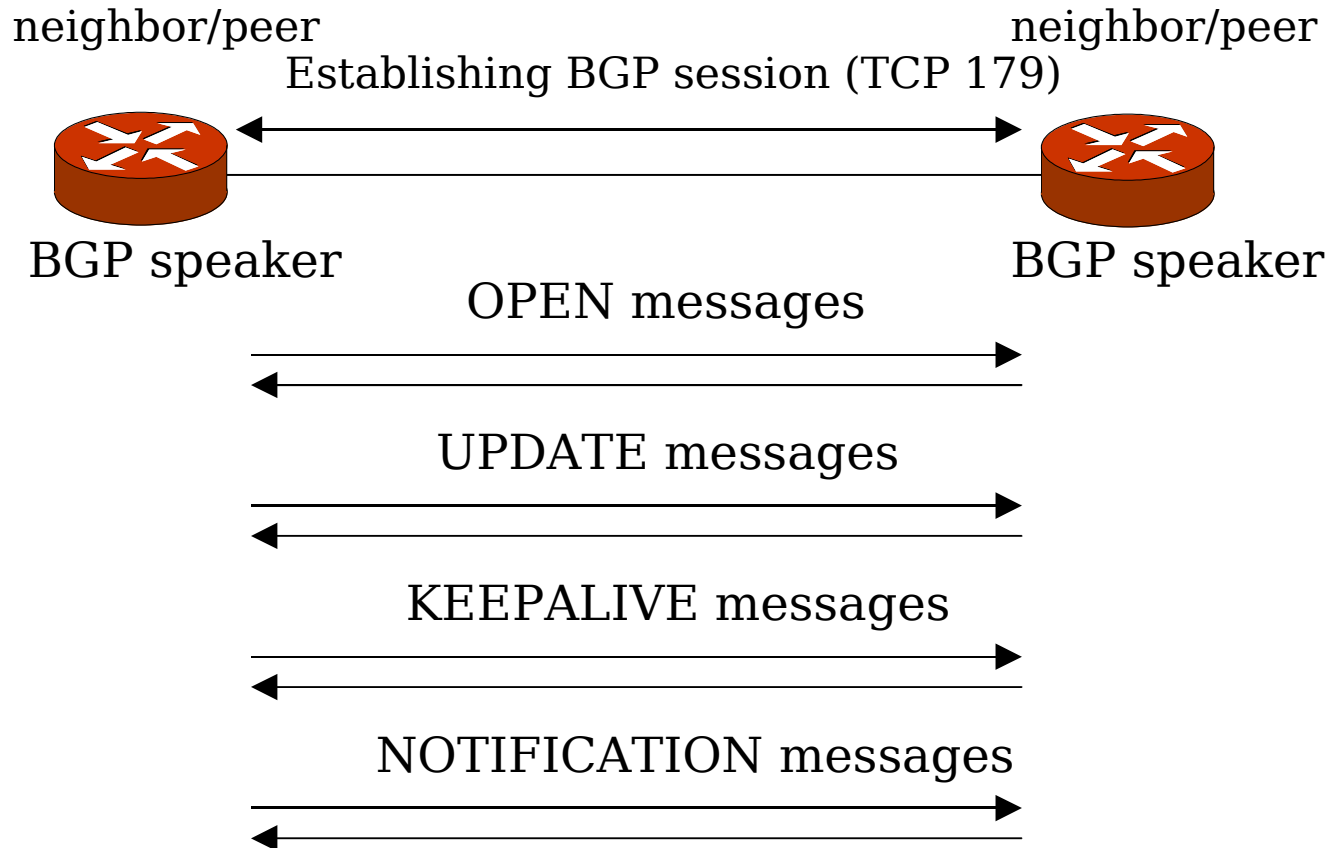 neighbor/peer
neighbor/peer
Establishing BGP session (TCP 179)
BGP speaker
BGP speaker
OPEN messages
UPDATE messages
KEEPALIVE messages
NOTIFICATION messages